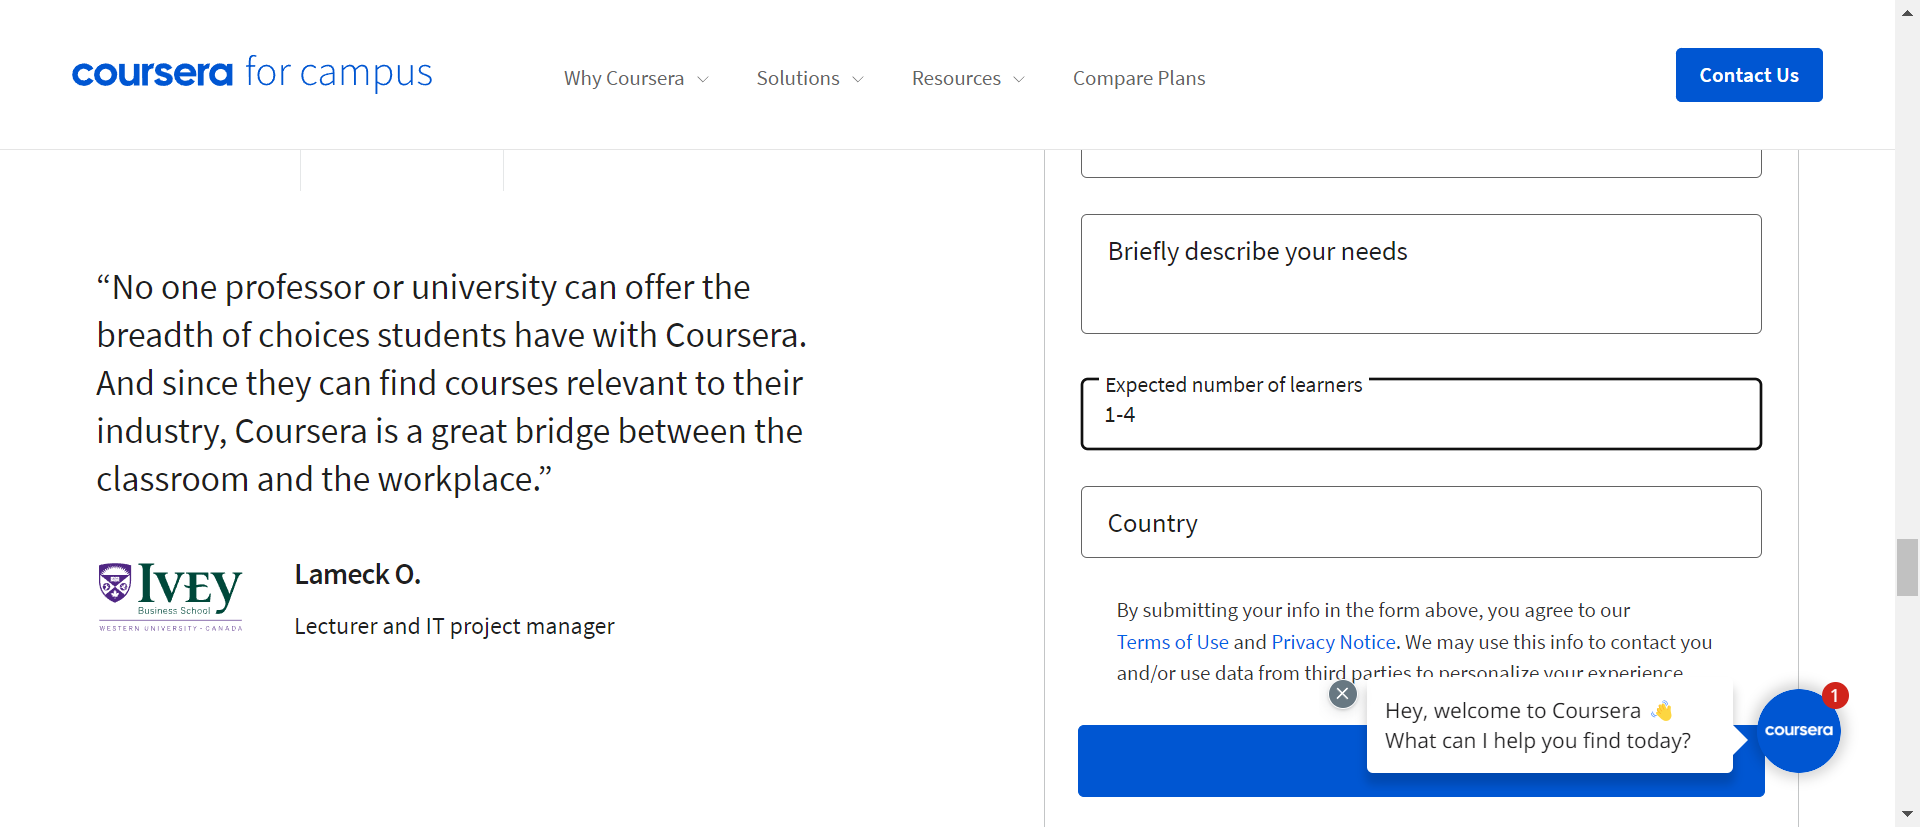 coursera for campus
Why Coursera
Solutions
Resources
Compare Plans
Contact Us
“No one professor or university can offer the
breadth of choices students have with Coursera.
And since they can find courses relevant to their
industry, Coursera is a great bridge between the
classroom and the workplace.”
IVEY
Business School
WESTERN UNIVERSITY · CANADA
Lameck O.
Lecturer and IT project manager
Briefly describe your needs
Expected number of learners
1-4
Country
By submitting your info in the form above, you agree to our
Terms of Use and Privacy Notice. We may use this info to contact you
and/or use data from third parties to personalize your experience
Hey, welcome to Coursera 👋
What can I help you find today?
coursera
1